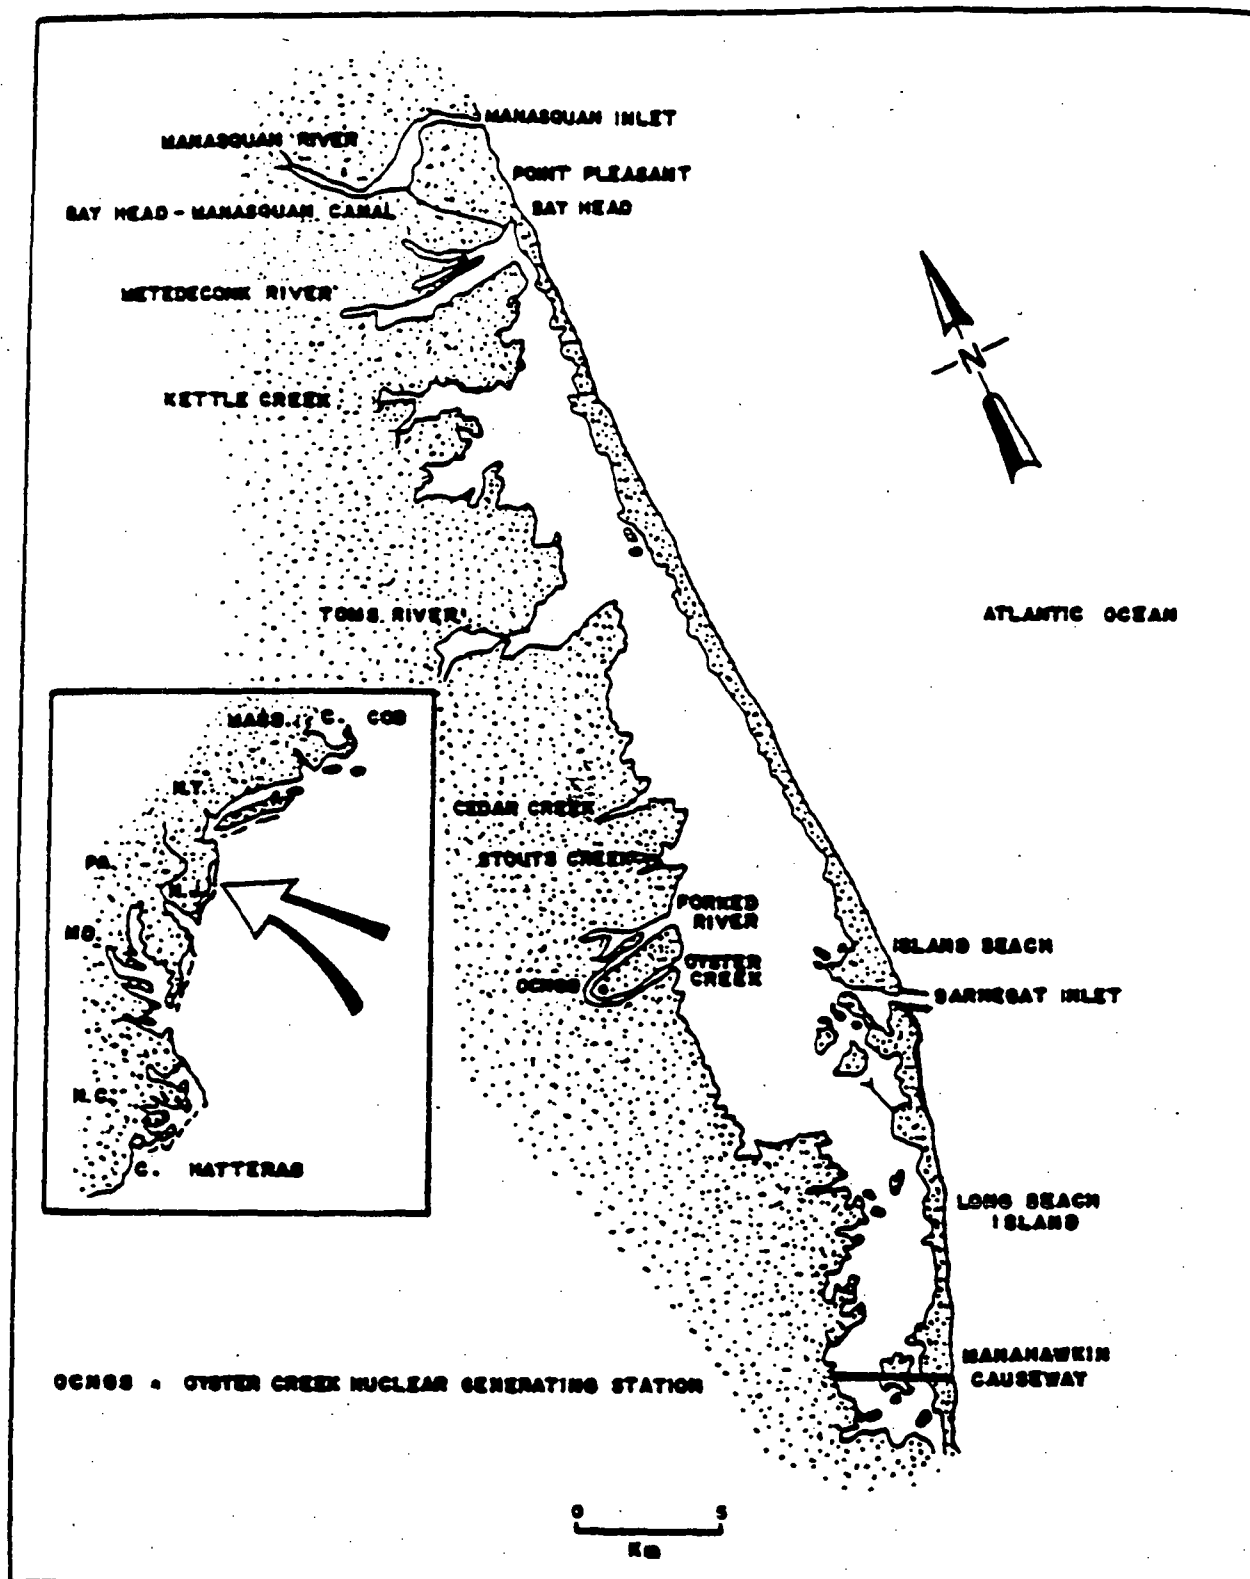 MANASQUAN INLET
MANASQUAN RIVER
POINT PLEASANT
BAY HEAD - MANASQUAN CANAL
BAY HEAD
METEDECONK RIVER
N
KETTLE CREEK
TOMS RIVER
ATLANTIC OCEAN
MASS.
C. COD
N.Y.
CEDAR CREEK
PA.
STOUTS CREEK
N.J.
FORKED
RIVER
MD.
ISLAND BEACH
OYSTER
CREEK
OCNGS
BARNEGAT INLET
N.C.
C. HATTERAS
LONG BEACH
ISLAND
MANAHAWKIN
CAUSEWAY
OCNGS = OYSTER CREEK NUCLEAR GENERATING STATION
0 5
Km